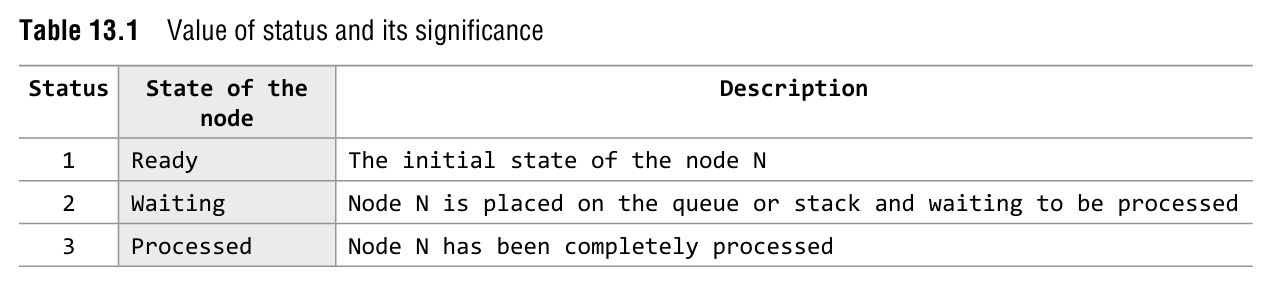 Table 13.1 Value of status and its significance
Status State of the Description
node
1 Ready The initial state of the node N
2 Waiting Node N is placed on the queue or stack and waiting to be processed
3 Processed Node N has been completely processed